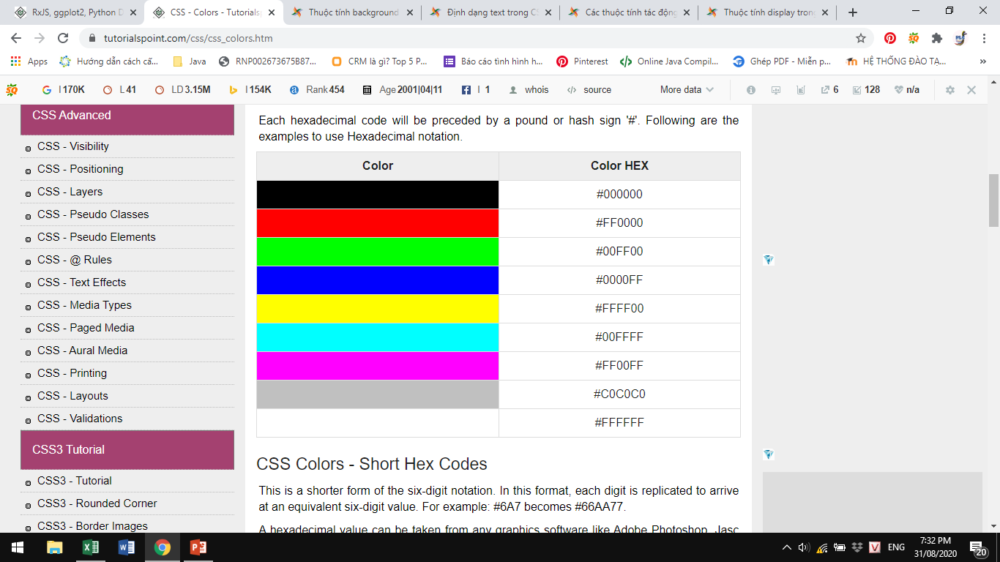 RxJS, ggplot2, Python D
CSS - Colors - Tutorials
Thuộc tính background
Định dạng text trong CS
Các thuộc tính tác động
Thuộc tính display tron
tutorialspoint.com/css/css_colors.htm
Apps
Hướng dẫn cách cấ...
Java
RNP002673675B87...
CRM là gì? Top 5 P...
Báo cáo tình hình h...
Pinterest
Online Java Compil...
Ghép PDF - Miễn p...
HỆ THỐNG ĐÀO TẠ...
»
I 170K
L 41
LD 3.15M
I 154K
Rank 454
Age 2001|04|11
I 1
whois
source
More data
6
128
n/a
CSS Advanced
CSS - Visibility
CSS - Positioning
CSS - Layers
CSS - Pseudo Classes
CSS - Pseudo Elements
CSS - @ Rules
CSS - Text Effects
CSS - Media Types
CSS - Paged Media
CSS - Aural Media
CSS - Printing
CSS - Layouts
CSS - Validations
CSS3 Tutorial
CSS3 - Tutorial
CSS3 - Rounded Corner
CSS3 - Border Images
Each hexadecimal code will be preceded by a pound or hash sign '#'. Following are the
examples to use Hexadecimal notation.
Color Color HEX
#000000
#FF0000
#00FF00
#0000FF
#FFFF00
#00FFFF
#FF00FF
#C0C0C0
#FFFFFF
CSS Colors - Short Hex Codes
This is a shorter form of the six-digit notation. In this format, each digit is replicated to arrive
at an equivalent six-digit value. For example: #6A7 becomes #66AA77.
A hexadecimal value can be taken from any graphics software like Adobe Photoshop, Jasc
ENG
7:32 PM
31/08/2020
20